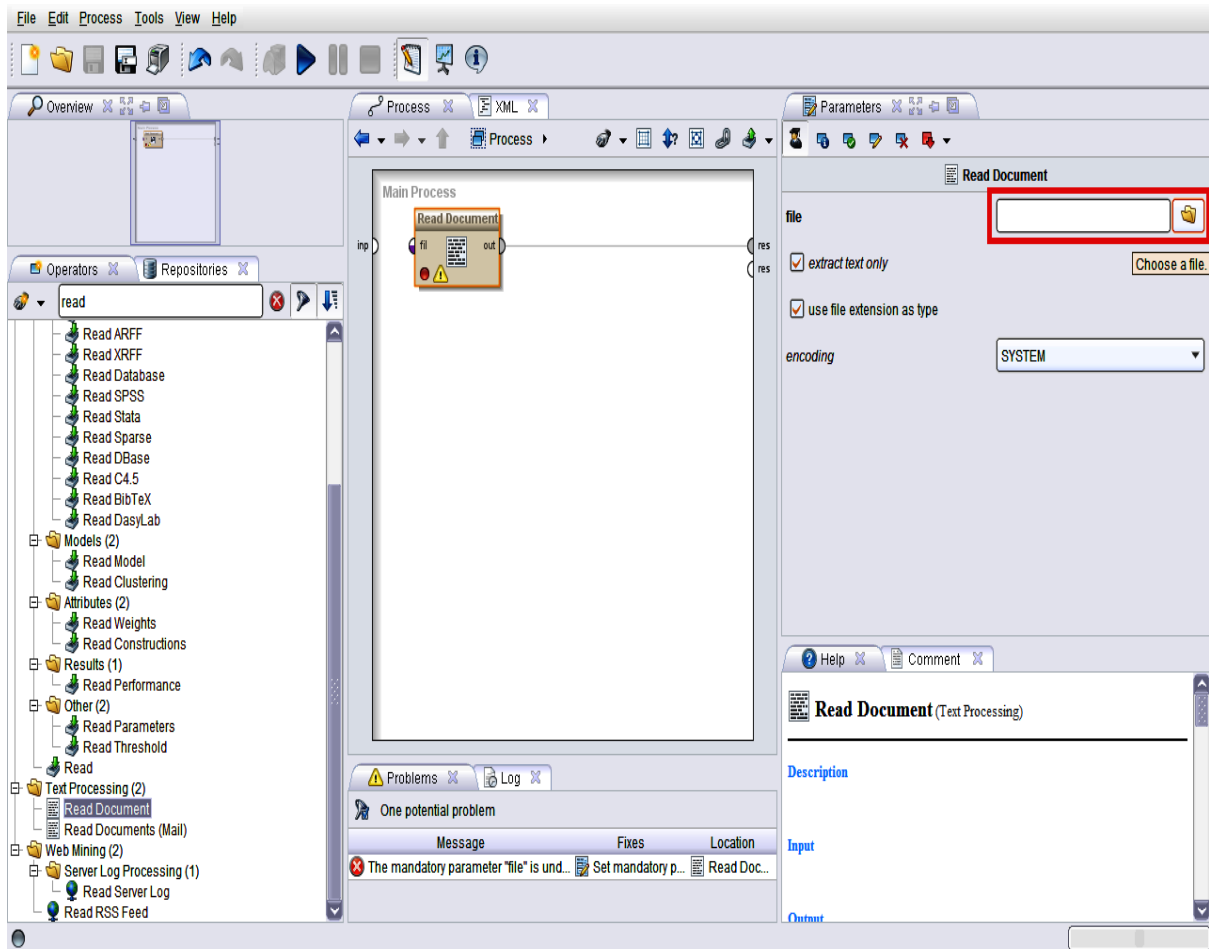 File Edit Process Tools View Help
Overview
Operators Repositories
read
Read ARFF
Read XRFF
Read Database
Read SPSS
Read Stata
Read Sparse
Read DBase
Read C4.5
Read BibTeX
Read DasyLab
Models (2)
Read Model
Read Clustering
Attributes (2)
Read Weights
Read Constructions
Results (1)
Read Performance
Other (2)
Read Parameters
Read Threshold
Read
Text Processing (2)
Read Document
Read Documents (Mail)
Web Mining (2)
Server Log Processing (1)
Read Server Log
Read RSS Feed
Process XML
Process
Main Process
Read Document
inp fil out res
res
Problems Log
One potential problem
Message Fixes Location
The mandatory parameter "file" is und... Set mandatory p... Read Doc...
Parameters
Read Document
file
extract text only
Choose a file.
use file extension as type
encoding SYSTEM
Help Comment
Read Document (Text Processing)
Description
Input
Output